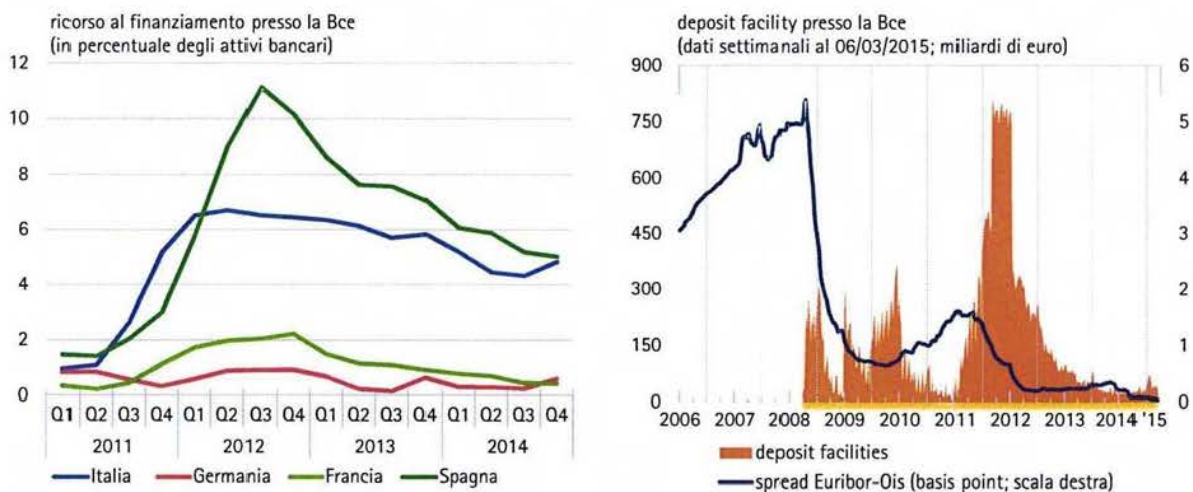 ricorso al finanziamento presso la Bce
(in percentuale degli attivi bancari)
12
10
8
6
4
2
0
Q1 Q2 Q3 Q4 Q1 Q2 Q3 Q4 Q1 Q2 Q3 Q4 Q1 Q2 Q3 Q4
2011 2012 2013 2014
Italia Germania Francia Spagna
deposit facility presso la Bce
(dati settimanali al 06/03/2015; miliardi di euro)
900 6
750 5
600 4
450 3
300 2
150 1
0 0
2006 2007 2008 2009 2010 2011 2012 2013 2014 '15
deposit facilities
spread Euribor-Ois (basis point; scala destra)